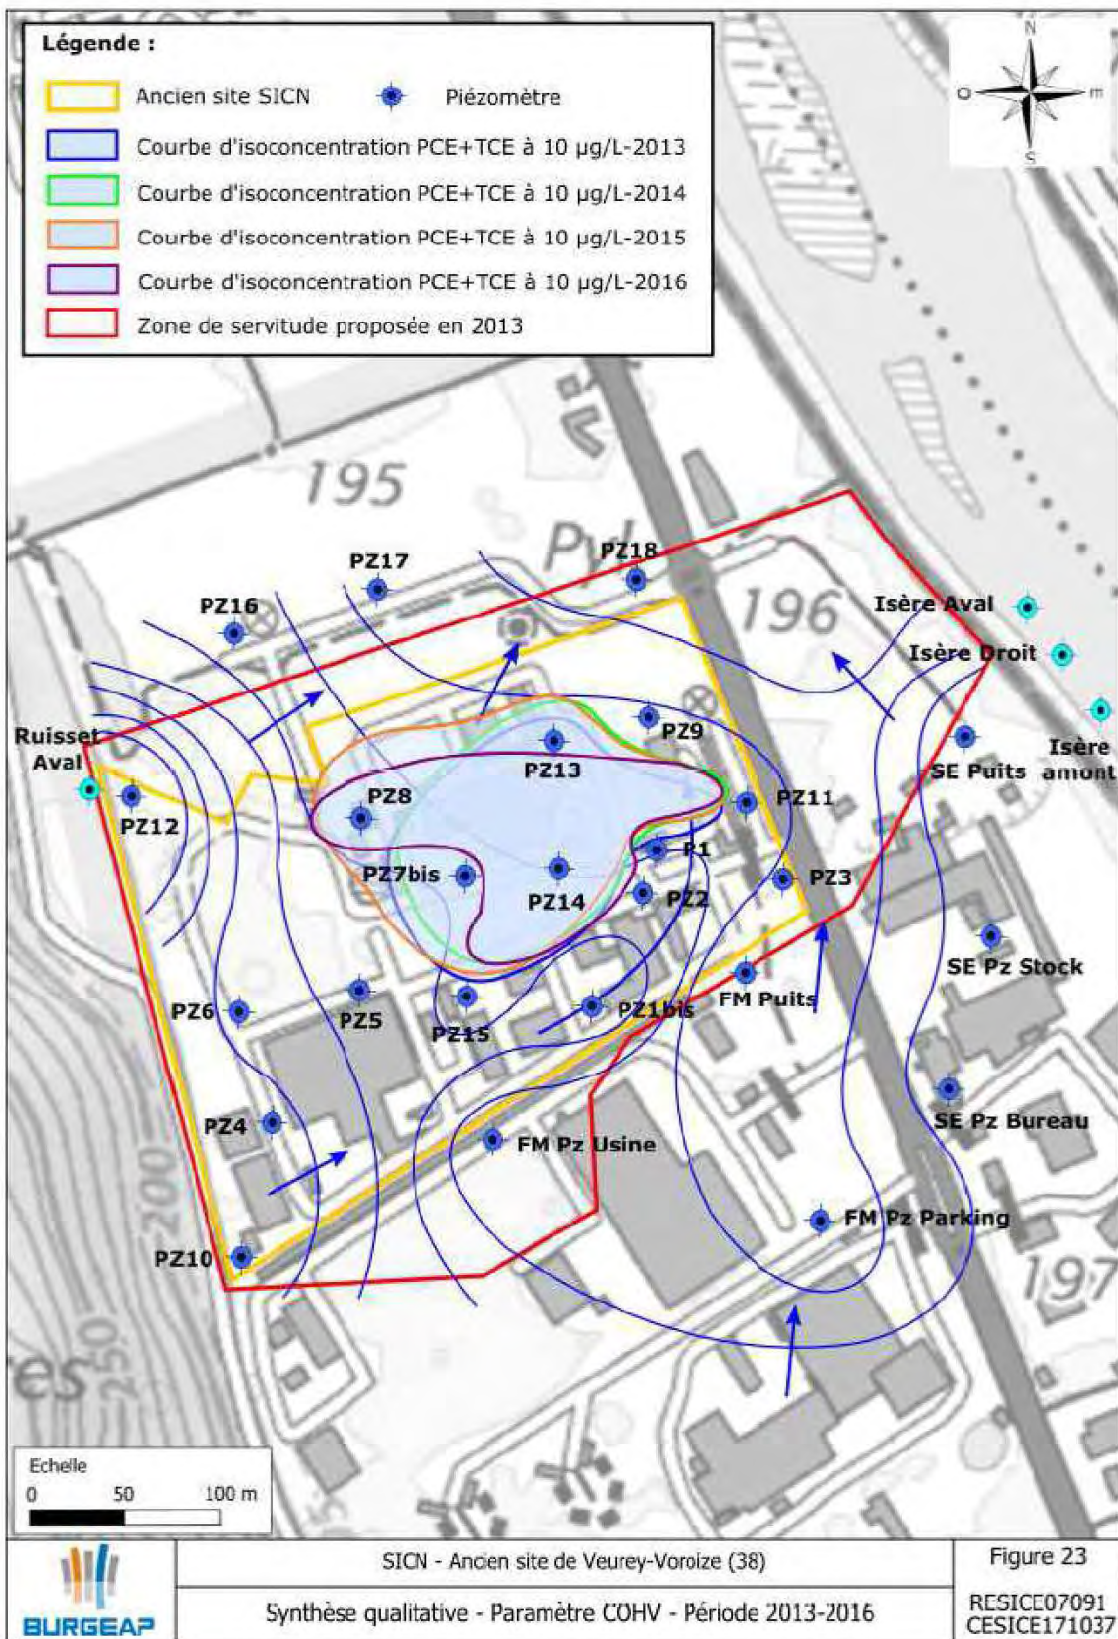 Légende :
N
Ancien site SICN
Piézomètre
O
E
S
Courbe d'isoconcentration PCE+TCE à 10 µg/L-2013
Courbe d'isoconcentration PCE+TCE à 10 µg/L-2014
Courbe d'isoconcentration PCE+TCE à 10 µg/L-2015
Courbe d'isoconcentration PCE+TCE à 10 µg/L-2016
Zone de servitude proposée en 2013
195
Pyl
PZ18
PZ17
196
Isère Aval
PZ16
Isère Droit
Ruisset
Aval
PZ9
Isère
amont
PZ13
SE Puits
PZ12
PZ8
PZ11
P1
PZ7bis
PZ14
PZ2
PZ3
SE Pz Stock
FM Puits
PZ6
PZ5
PZ15
PZ1bis
SE Pz Bureau
PZ4
FM Pz Usine
200
FM Pz Parking
PZ10
197
250
res
Echelle
0 50 100 m
BURGEAP
SICN - Ancien site de Veurey-Voroize (38)
Synthèse qualitative - Paramètre COHV - Période 2013-2016
Figure 23
RESICE07091
CESICE171037